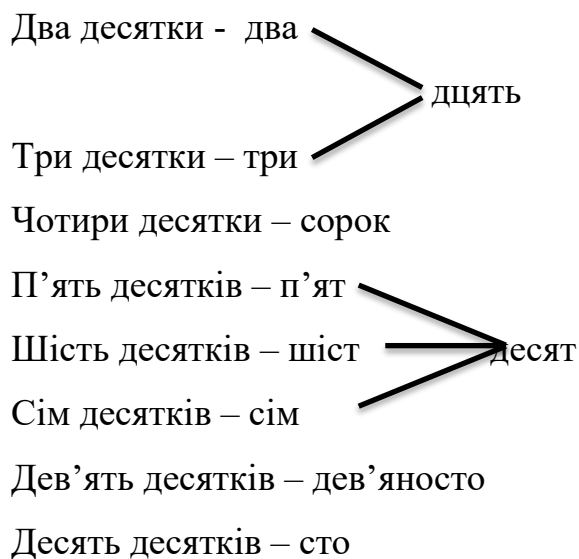 Два десятки - два
дцять
Три десятки – три
Чотири десятки – сорок
П’ять десятків – п’ят
Шість десятків – шіст десят
Сім десятків – сім
Дев’ять десятків – дев’яносто
Десять десятків – сто